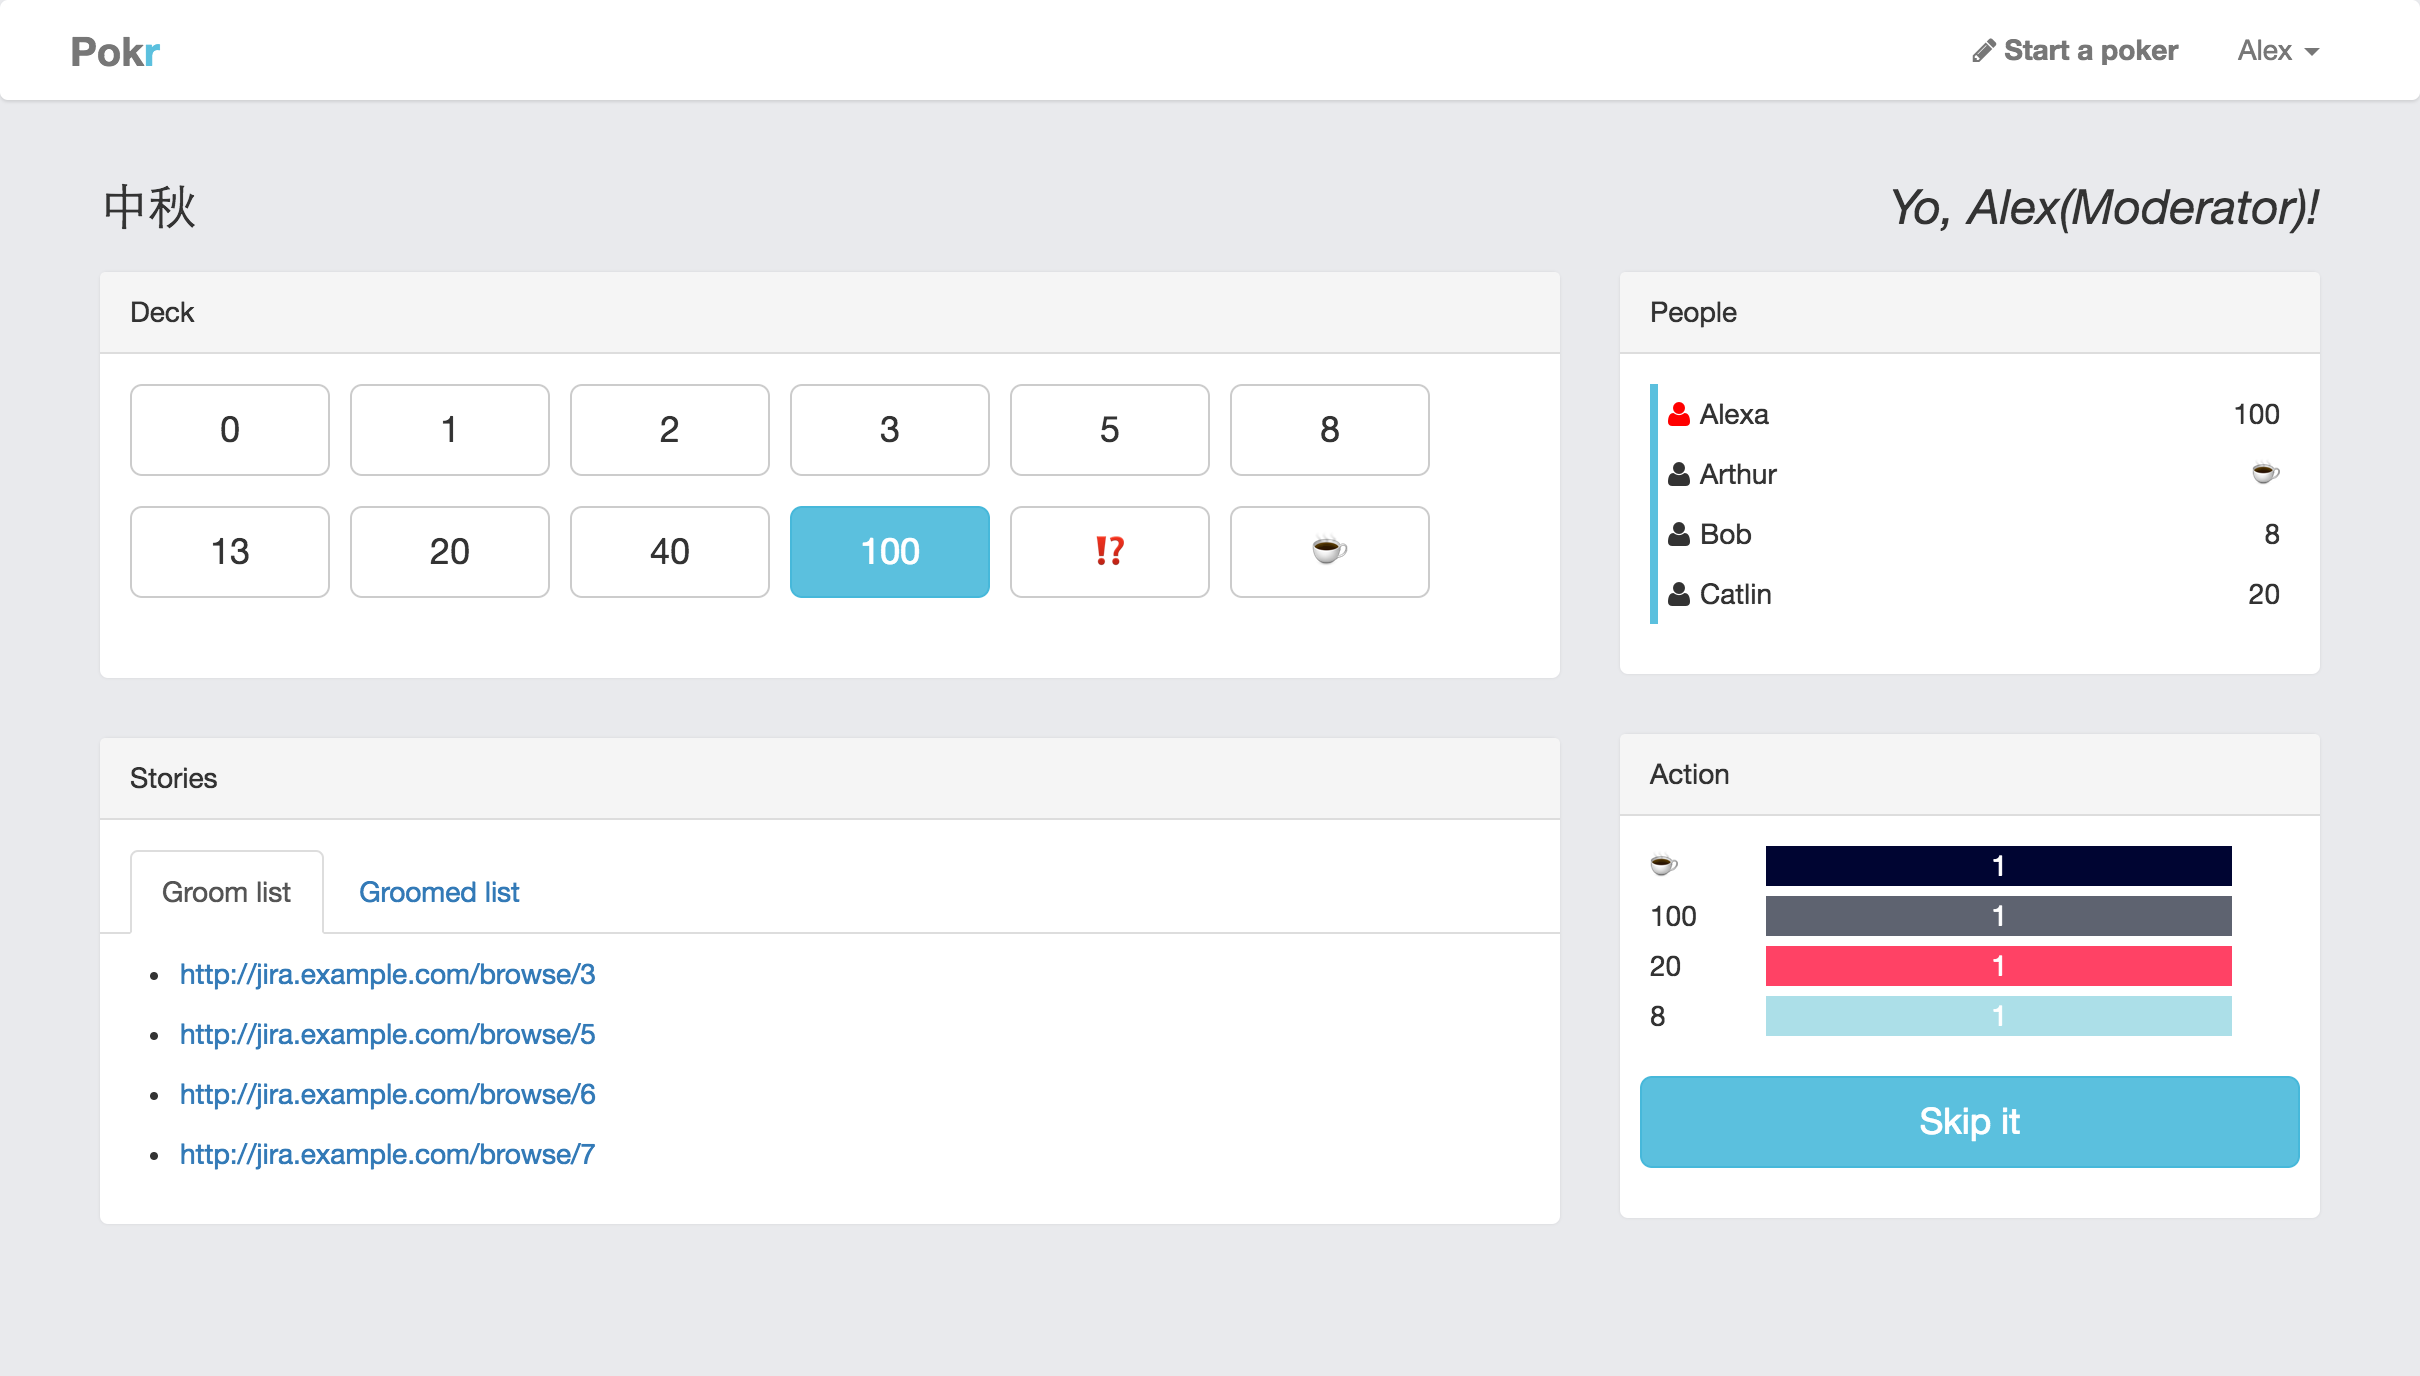 Pokr
Start a poker
Alex
中秋
Yo, Alex(Moderator)!
Deck
0 1 2 3 5 8
13 20 40 100 ⁉️ ☕
People
Alexa 100
Arthur ☕
Bob 8
Catlin 20
Stories
Groom list Groomed list
http://jira.example.com/browse/3
http://jira.example.com/browse/5
http://jira.example.com/browse/6
http://jira.example.com/browse/7
Action
☕ 1
100 1
20 1
8 1
Skip it